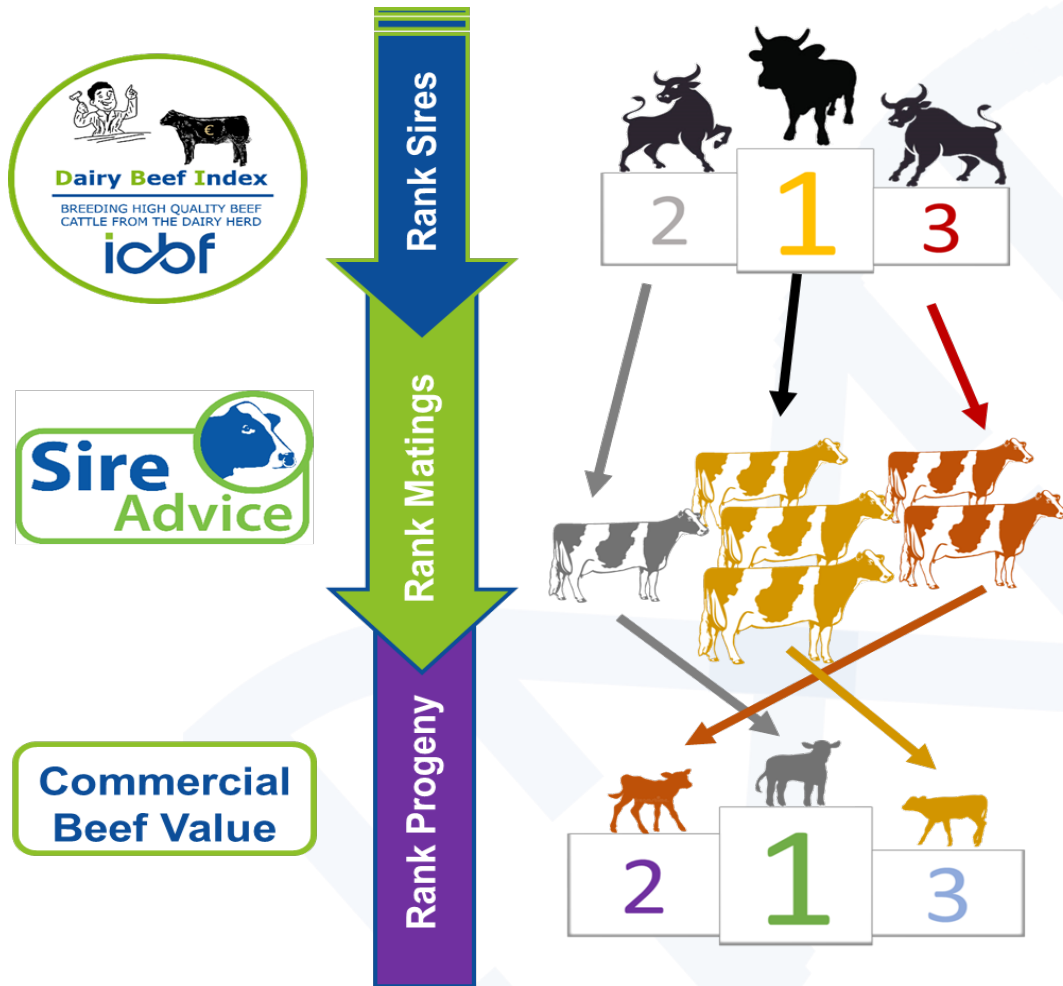 Dairy Beef Index
BREEDING HIGH QUALITY BEEF
CATTLE FROM THE DAIRY HERD
icbf
Rank Sires
2
1
3
€
Sire
Advice
Rank Matings
Commercial
Beef Value
Rank Progeny
2
1
3